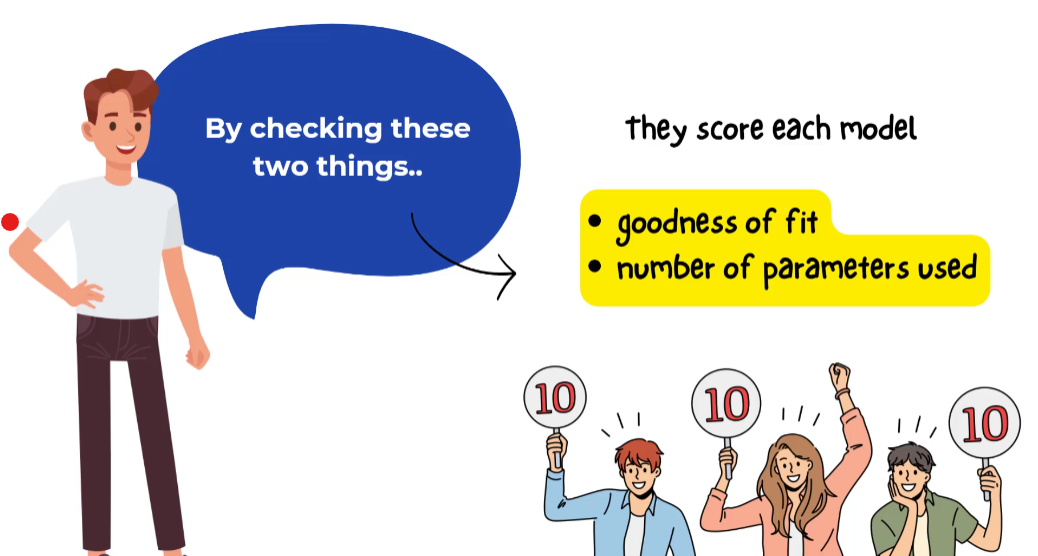 By checking these
two things..
They score each model
• goodness of fit
• number of parameters used
10
10
10